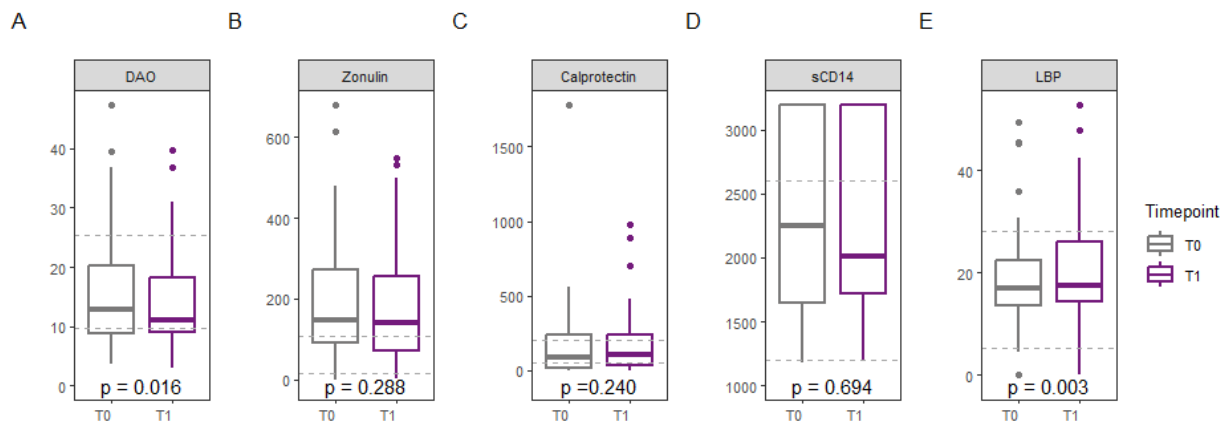 A B C D E
DAO
40
30
20
10
0
p = 0.016
T0 T1
Zonulin
600
400
200
0
p = 0.288
T0 T1
Calprotectin
1500
1000
500
0
p =0.240
T0 T1
sCD14
3000
2500
2000
1500
1000
p = 0.694
T0 T1
LBP
40
20
0
p = 0.003
T0 T1
Timepoint
T0
T1